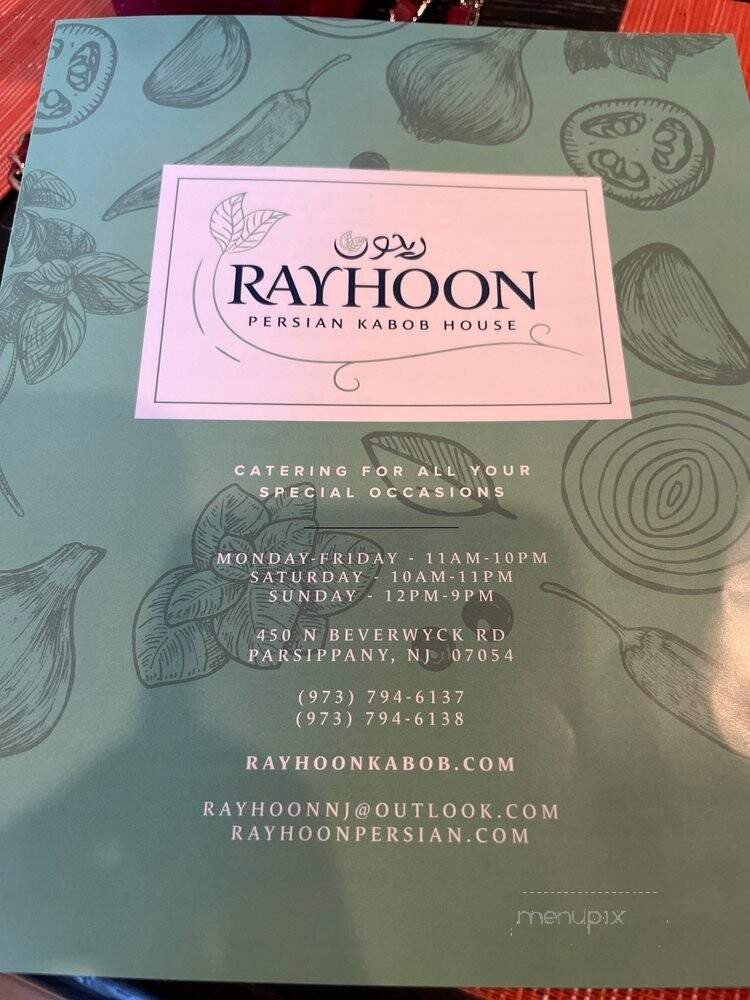 ریحون
RAYHOON
PERSIAN KABOB HOUSE
CATERING FOR ALL YOUR
SPECIAL OCCASIONS
MONDAY-FRIDAY - 11AM-10PM
SATURDAY - 10AM-11PM
SUNDAY - 12PM-9PM
450 N BEVERWYCK RD
PARSIPPANY, NJ 07054
(973) 794-6137
(973) 794-6138
RAYHOONKABOB.COM
RAYHOONNJ@OUTLOOK.COM
RAYHOONPERSIAN.COM
menupix